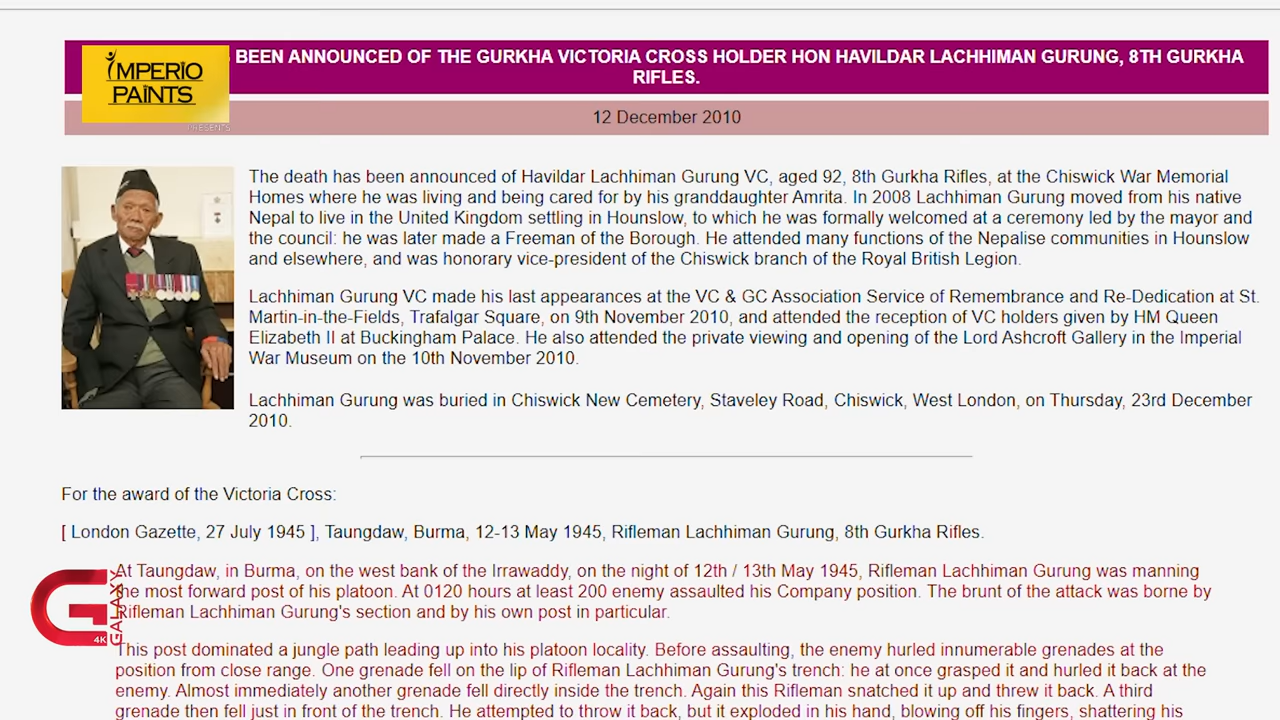 BEEN ANNOUNCED OF THE GURKHA VICTORIA CROSS HOLDER HON HAVILDAR LACHHIMAN GURUNG, 8TH GURKHA
RIFLES.
IMPERIO
PAINTS
PRESENTS
12 December 2010
The death has been announced of Havildar Lachhiman Gurung VC, aged 92, 8th Gurkha Rifles, at the Chiswick War Memorial
Homes where he was living and being cared for by his granddaughter Amrita. In 2008 Lachhiman Gurung moved from his native
Nepal to live in the United Kingdom settling in Hounslow, to which he was formally welcomed at a ceremony led by the mayor and
the council: he was later made a Freeman of the Borough. He attended many functions of the Nepalise communities in Hounslow
and elsewhere, and was honorary vice-president of the Chiswick branch of the Royal British Legion.
Lachhiman Gurung VC made his last appearances at the VC & GC Association Service of Remembrance and Re-Dedication at St.
Martin-in-the-Fields, Trafalgar Square, on 9th November 2010, and attended the reception of VC holders given by HM Queen
Elizabeth II at Buckingham Palace. He also attended the private viewing and opening of the Lord Ashcroft Gallery in the Imperial
War Museum on the 10th November 2010.
Lachhiman Gurung was buried in Chiswick New Cemetery, Staveley Road, Chiswick, West London, on Thursday, 23rd December
2010.
For the award of the Victoria Cross:
[ London Gazette, 27 July 1945 ], Taungdaw, Burma, 12-13 May 1945, Rifleman Lachhiman Gurung, 8th Gurkha Rifles.
At Taungdaw, in Burma, on the west bank of the Irrawaddy, on the night of 12th / 13th May 1945, Rifleman Lachhiman Gurung was manning
the most forward post of his platoon. At 0120 hours at least 200 enemy assaulted his Company position. The brunt of the attack was borne by
Rifleman Lachhiman Gurung's section and by his own post in particular.
GALAXY
4K
This post dominated a jungle path leading up into his platoon locality. Before assaulting, the enemy hurled innumerable grenades at the
position from close range. One grenade fell on the lip of Rifleman Lachhiman Gurung's trench: he at once grasped it and hurled it back at the
enemy. Almost immediately another grenade fell directly inside the trench. Again this Rifleman snatched it up and threw it back. A third
grenade then fell just in front of the trench. He attempted to throw it back, but it exploded in his hand, blowing off his fingers, shattering his